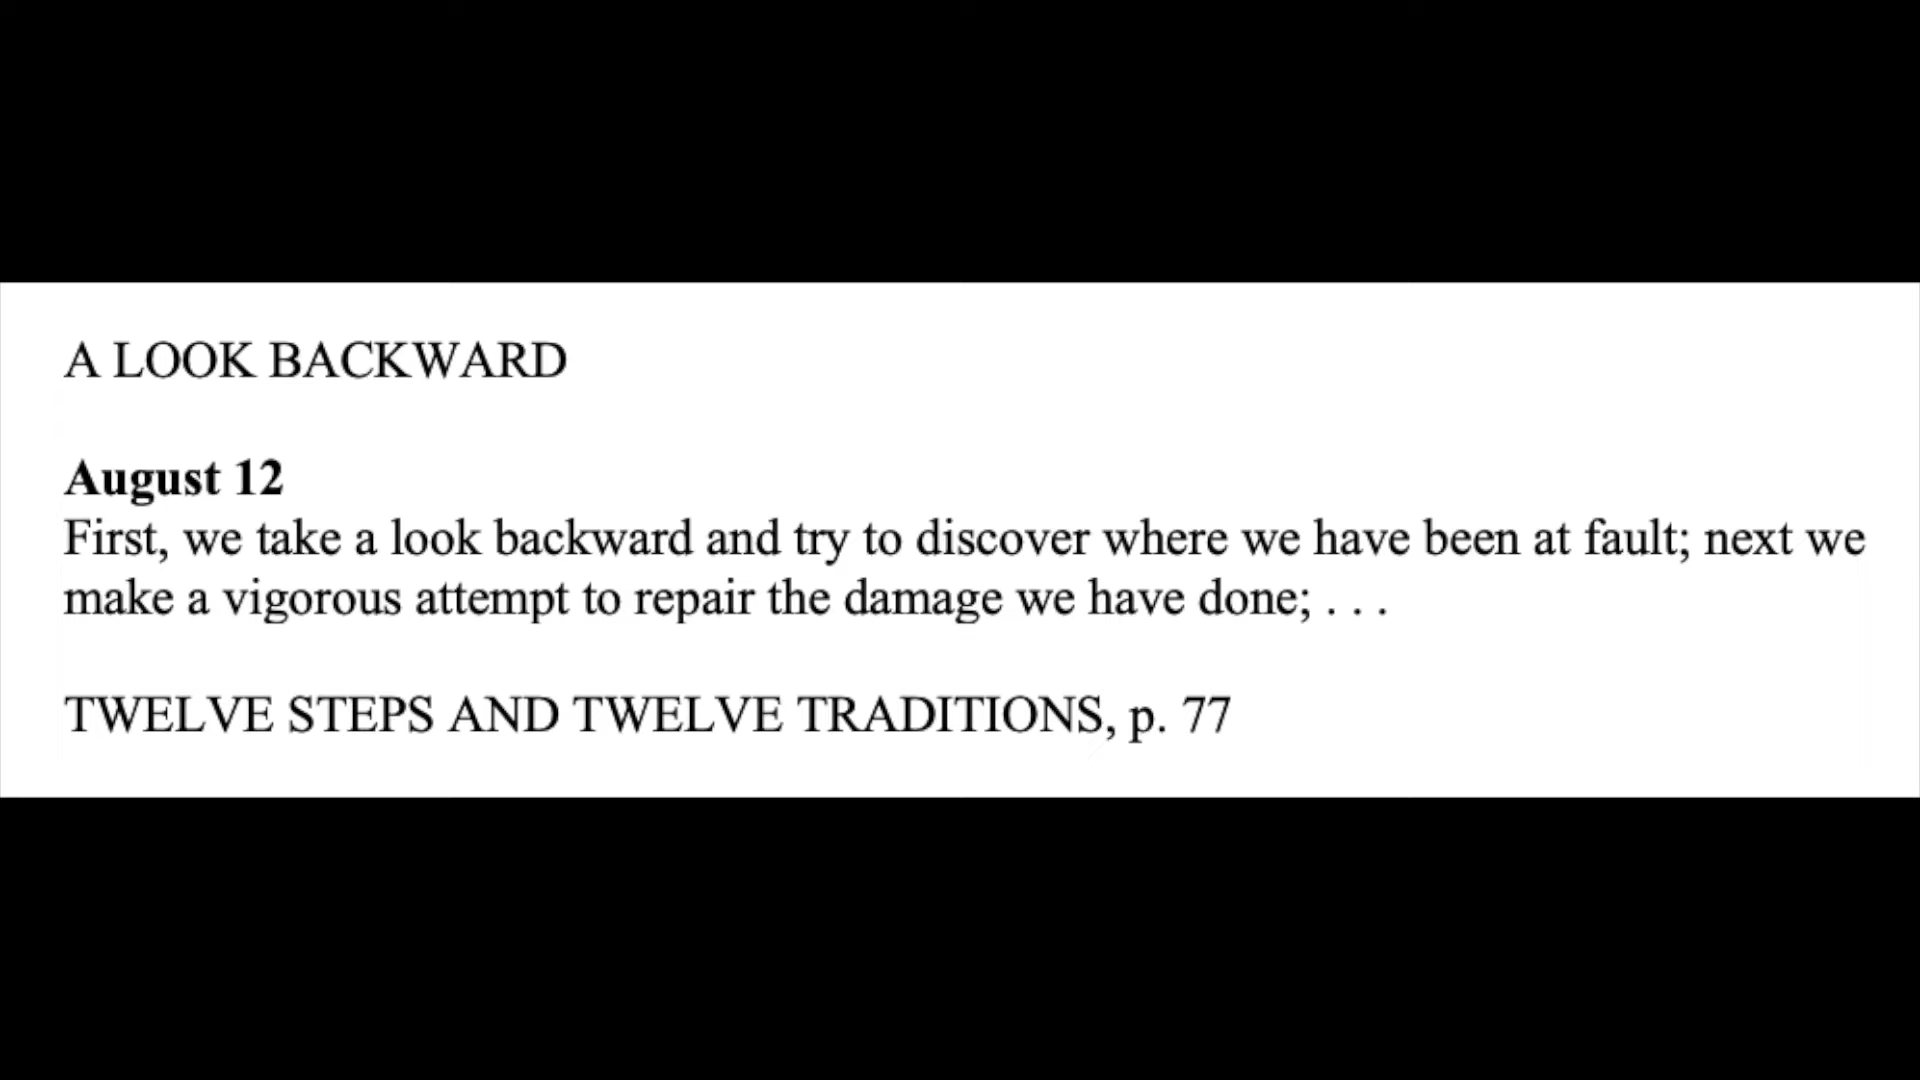 A LOOK BACKWARD
August 12
First, we take a look backward and try to discover where we have been at fault; next we
make a vigorous attempt to repair the damage we have done; . . .
TWELVE STEPS AND TWELVE TRADITIONS, p. 77